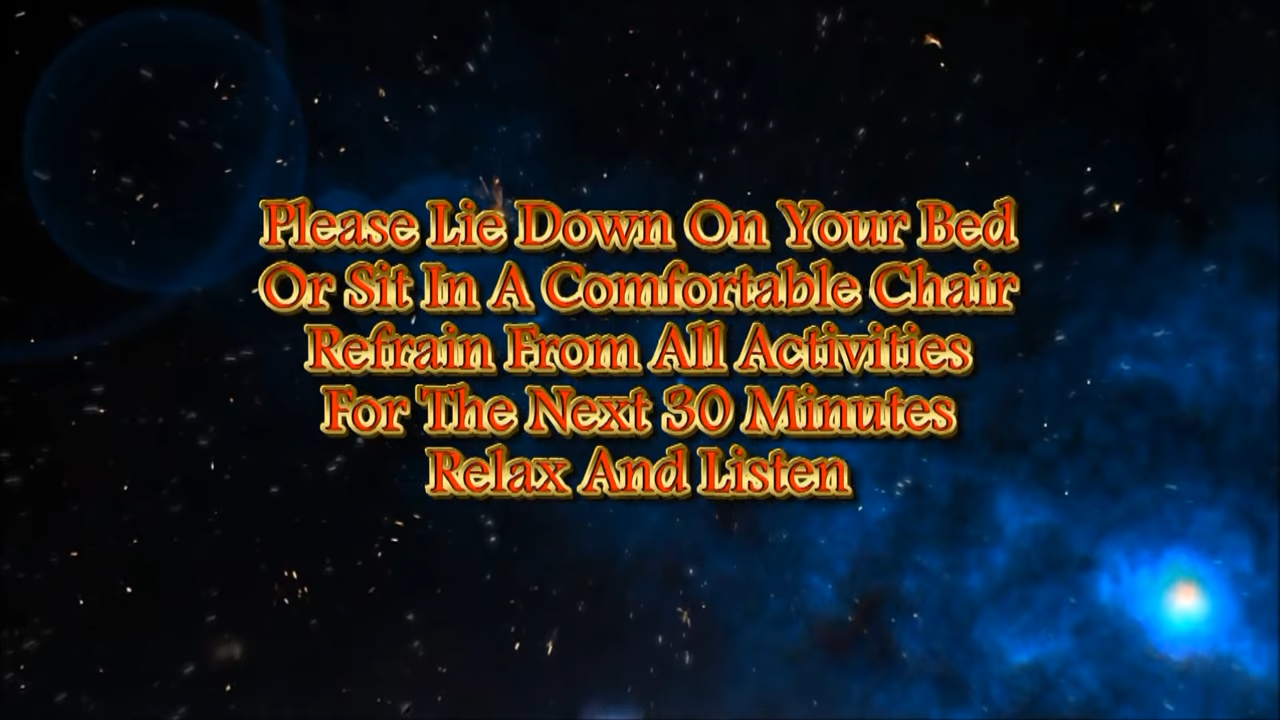 Please Lie Down On Your Bed
Or Sit In A Comfortable Chair
Refrain From All Activities
For The Next 30 Minutes
Relax And Listen